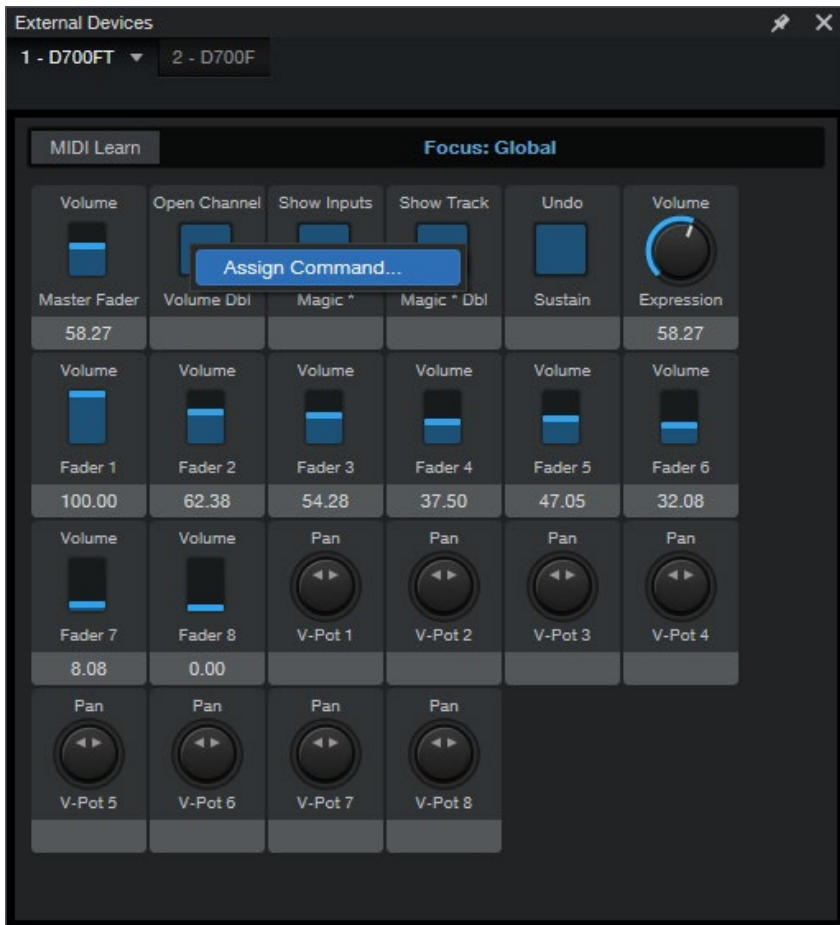 External Devices
1 - D700FT 2 - D700F
MIDI Learn Focus: Global
Volume Open Channel Show Inputs Show Track Undo Volume
Assign Command...
Master Fader Volume Dbl Magic * Magic * Dbl Sustain Expression
58.27 58.27
Volume Volume Volume Volume Volume Volume
Fader 1 Fader 2 Fader 3 Fader 4 Fader 5 Fader 6
100.00 62.38 54.28 37.50 47.05 32.08
Volume Volume Pan Pan Pan Pan
Fader 7 Fader 8 V-Pot 1 V-Pot 2 V-Pot 3 V-Pot 4
8.08 0.00
Pan Pan Pan Pan
V-Pot 5 V-Pot 6 V-Pot 7 V-Pot 8